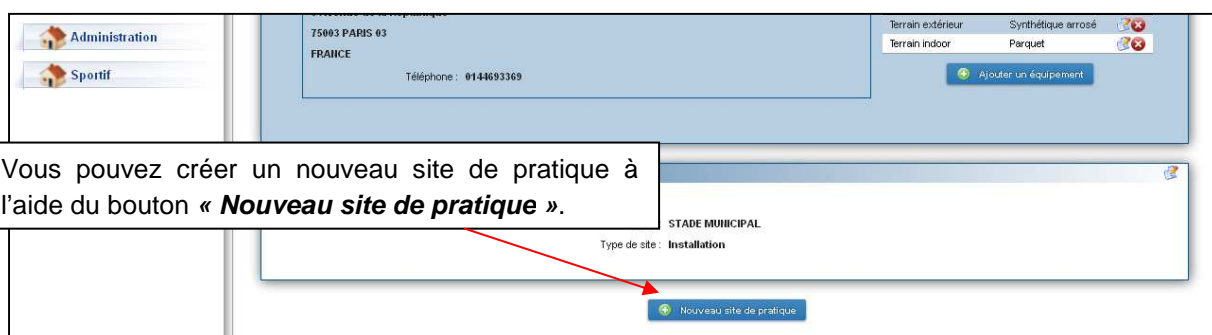 Administration
Sportif
75003 PARIS 03
FRANCE
Téléphone : 0144693369
Terrain extérieur Synthétique arrosé
Terrain indoor Parquet
Ajouter un équipement
Vous pouvez créer un nouveau site de pratique à
l'aide du bouton « Nouveau site de pratique ».
STADE MUNICIPAL
Type de site : Installation
Nouveau site de pratique